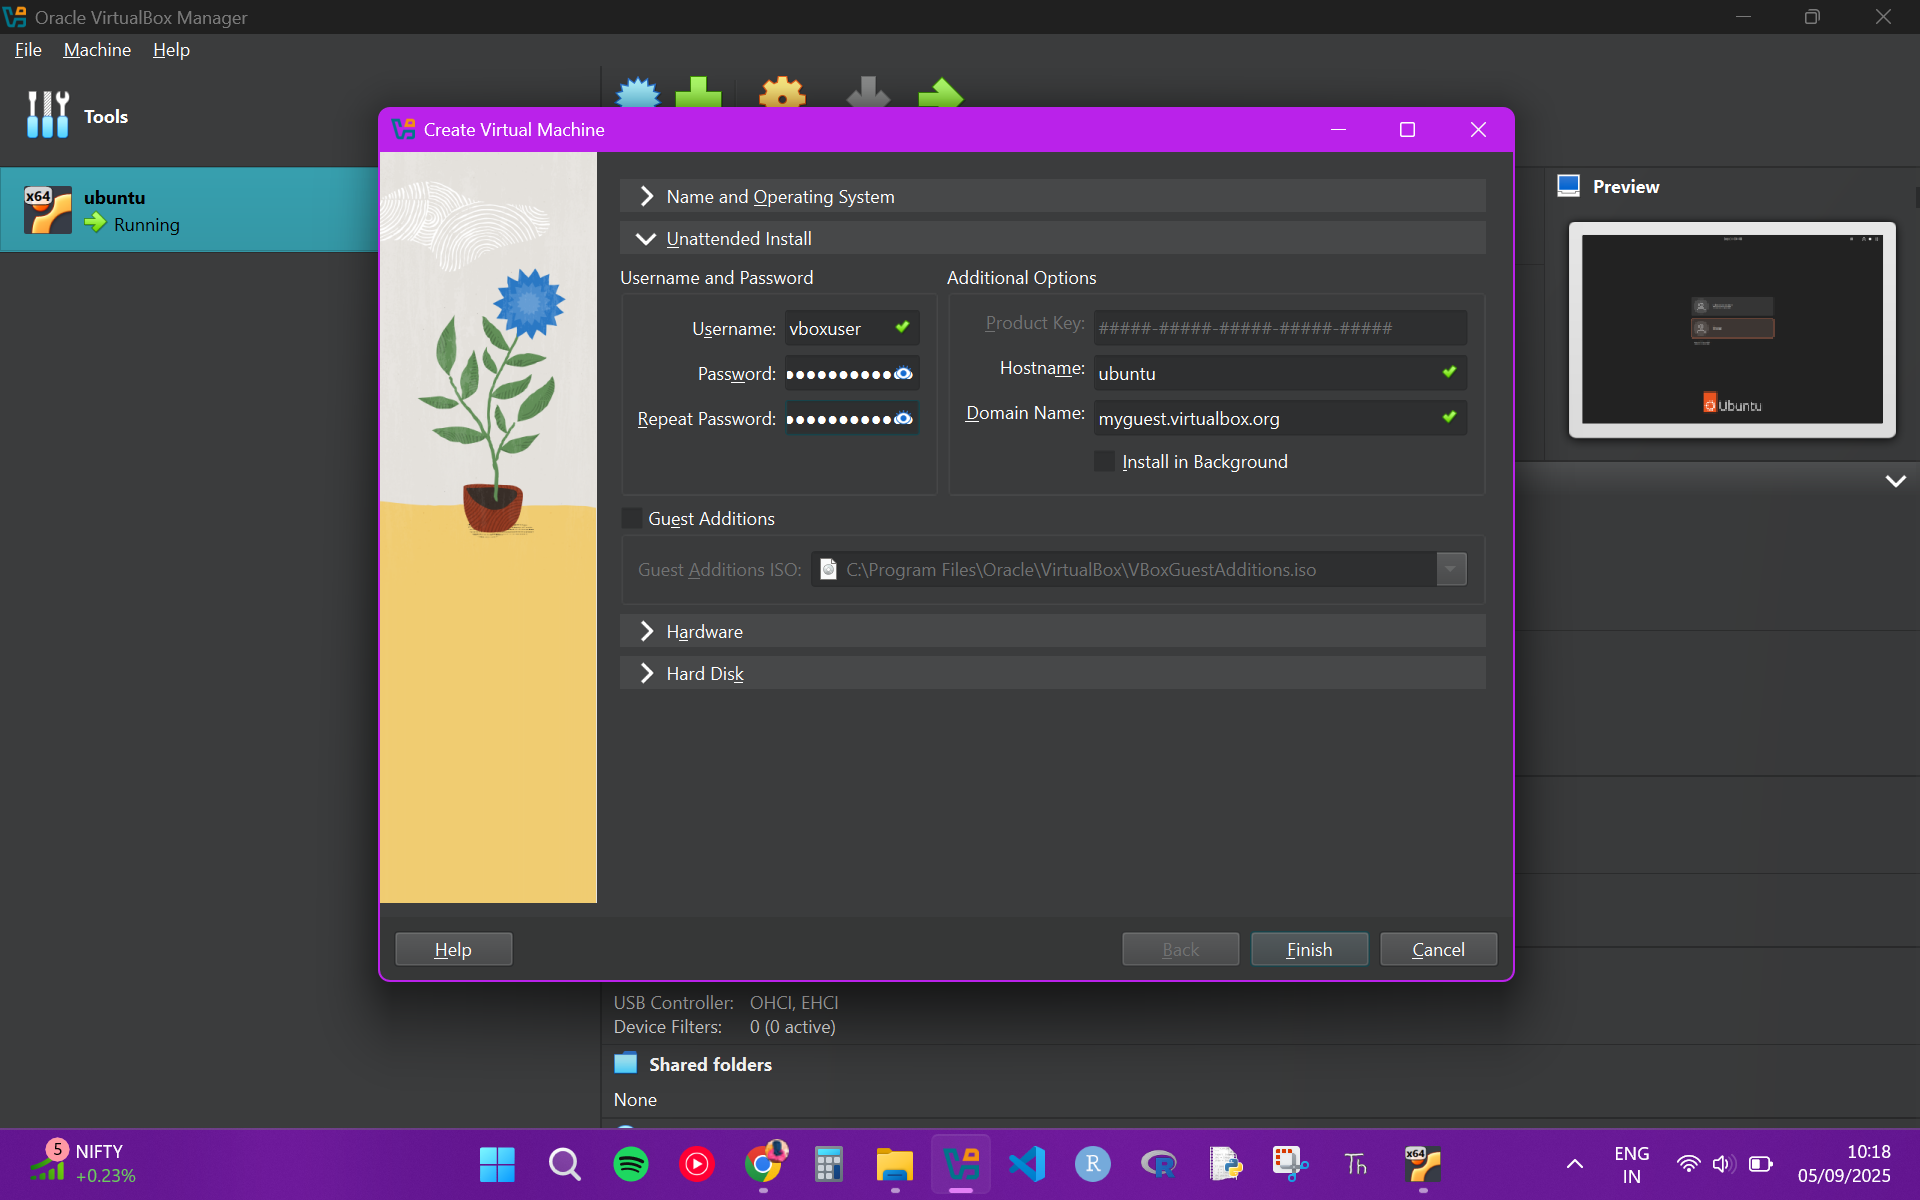 Oracle VirtualBox Manager
File Machine Help
Tools
x64
ubuntu
Running
Create Virtual Machine
Name and Operating System
Unattended Install
Username and Password
Username: vboxuser
Password: ●●●●●●●●●●
Repeat Password: ●●●●●●●●●●
Additional Options
Product Key: #####-#####-#####-#####-#####
Hostname: ubuntu
Domain Name: myguest.virtualbox.org
Install in Background
Guest Additions
Guest Additions ISO: C:\Program Files\Oracle\VirtualBox\VBoxGuestAdditions.iso
Hardware
Hard Disk
Help Back Finish Cancel
Preview
Ubuntu
USB Controller: OHCI, EHCI
Device Filters: 0 (0 active)
Shared folders
None
5 NIFTY
+0.23%
R
R
Th
x64
ENG
IN
10:18
05/09/2025